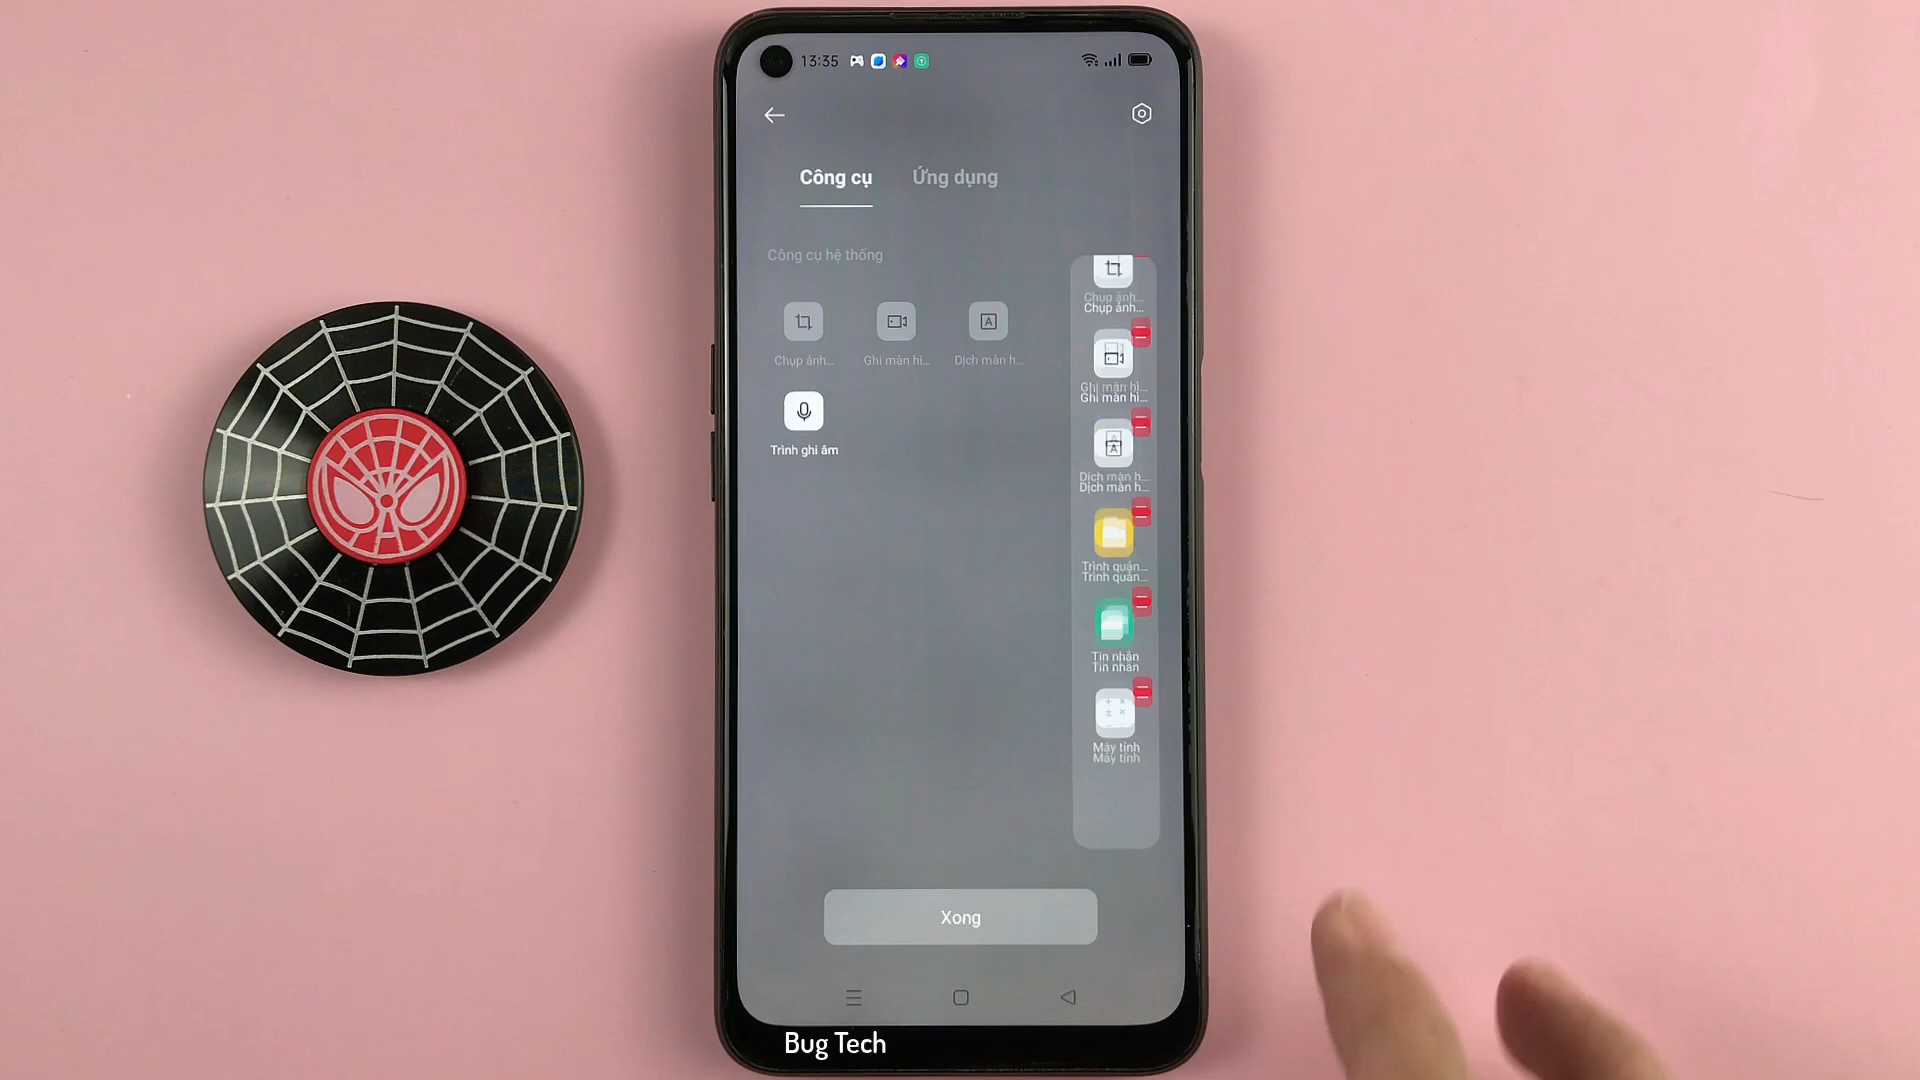 13:35
Công cụ
Ứng dụng
Công cụ hệ thống
Chụp ảnh...
Ghi màn hì...
Dịch màn h...
Trình ghi âm
Chụp ảnh...
Chụp ảnh...
Ghi màn hì...
Ghi màn hì...
Dịch màn h...
Dịch màn h...
Trình quản...
Trình quản...
Tin nhắn
Tin nhắn
Máy tính
Máy tính
Xong
Bug Tech